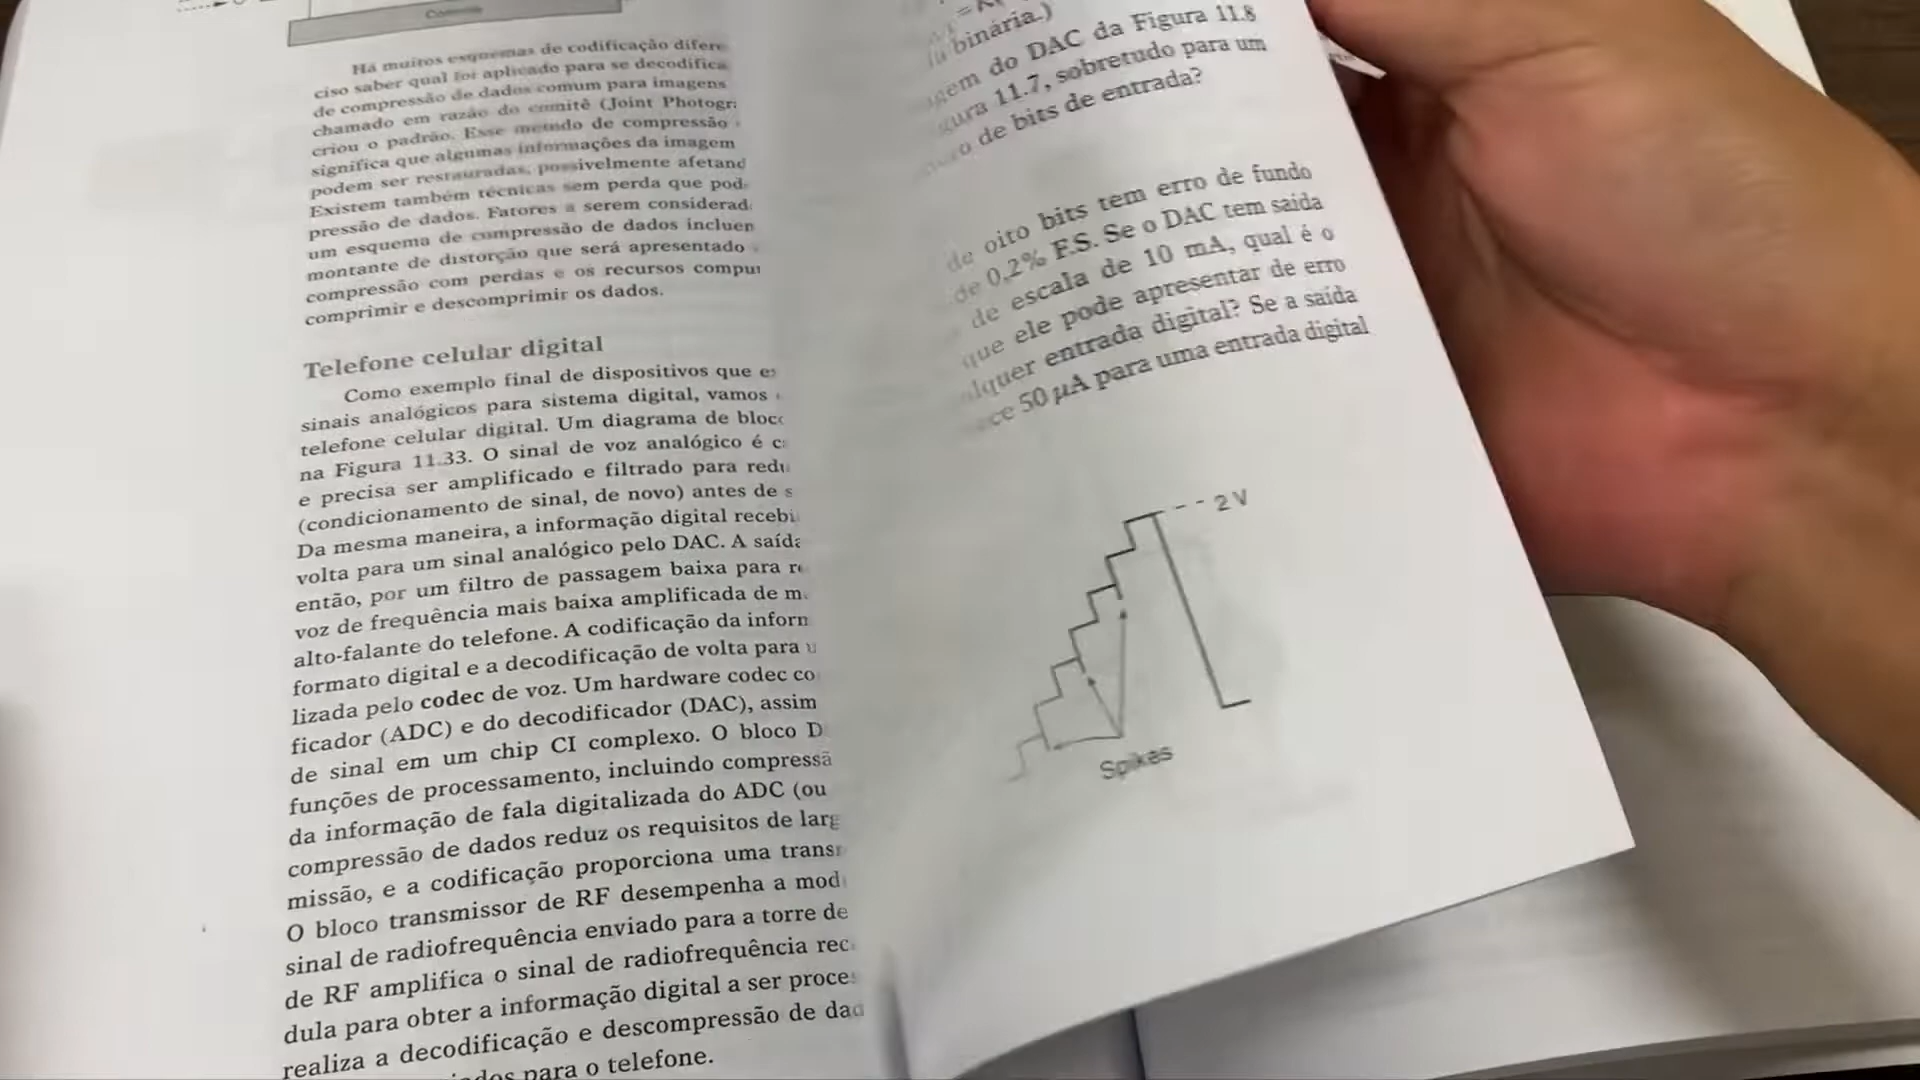 Há muitos esquemas de codificação difere
ciso saber qual foi aplicado para se decodifica
de compressão de dados comum para imagens
chamado em razão do comitê (Joint Photogr
criou o padrão. Esse método de compressão
significa que algumas informações da imagem
podem ser restauradas, possivelmente afetand
Existem também técnicas sem perda que pod
pressão de dados. Fatores a serem considerad
um esquema de compressão de dados incluem
montante de distorção que será apresentado
compressão com perdas e os recursos compu
comprimir e descomprimir os dados.
Telefone celular digital
Como exemplo final de dispositivos que e
sinais analógicos para sistema digital, vamos
telefone celular digital. Um diagrama de bloc
na Figura 11.33. O sinal de voz analógico é c
e precisa ser amplificado e filtrado para redu
(condicionamento de sinal, de novo) antes de s
Da mesma maneira, a informação digital recebi
volta para um sinal analógico pelo DAC. A saída
então, por um filtro de passagem baixa para r
voz de frequência mais baixa amplificada de m
alto-falante do telefone. A codificação da inform
formato digital e a decodificação de volta para u
lizada pelo codec de voz. Um hardware codec co
ficador (ADC) e do decodificador (DAC), assim
de sinal em um chip CI complexo. O bloco D
funções de processamento, incluindo compressã
da informação de fala digitalizada do ADC (ou
compressão de dados reduz os requisitos de larg
missão, e a codificação proporciona uma trans
O bloco transmissor de RF desempenha a mod
sinal de radiofrequência enviado para a torre de
de RF amplifica o sinal de radiofrequência rec
dula para obter a informação digital a ser proce
realiza a decodificação e descompressão de dad
para o telefone.
binária.)
gem do DAC da Figura 11.8
gura 11.7, sobretudo para um
de bits de entrada?
de oito bits tem erro de fundo
de 0,2% F.S. Se o DAC tem saída
de escala de 10 mA, qual é o
que ele pode apresentar de erro
lquer entrada digital? Se a saída
ce 50 μA para uma entrada digital
2 V
Spikes